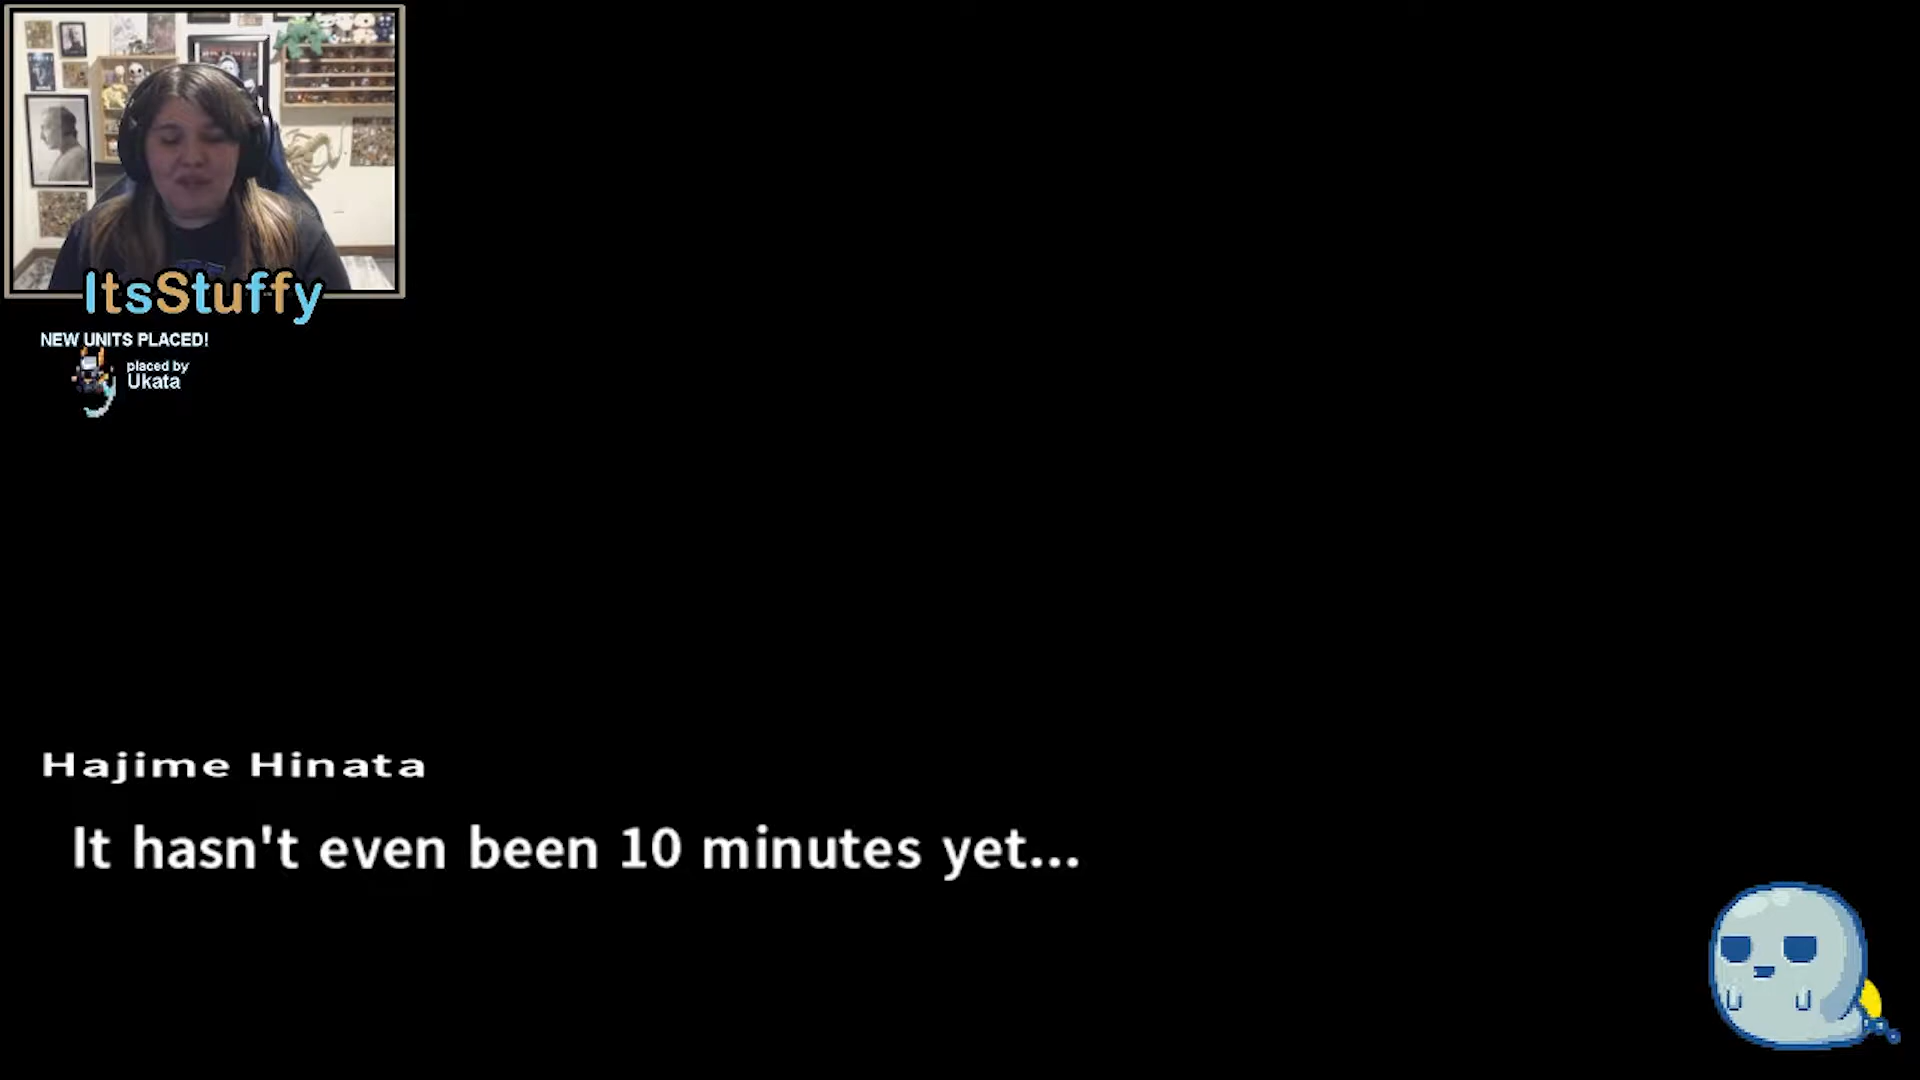 ItsStuffy
NEW UNITS PLACED!
placed by
Ukata
Hajime Hinata
It hasn't even been 10 minutes yet...